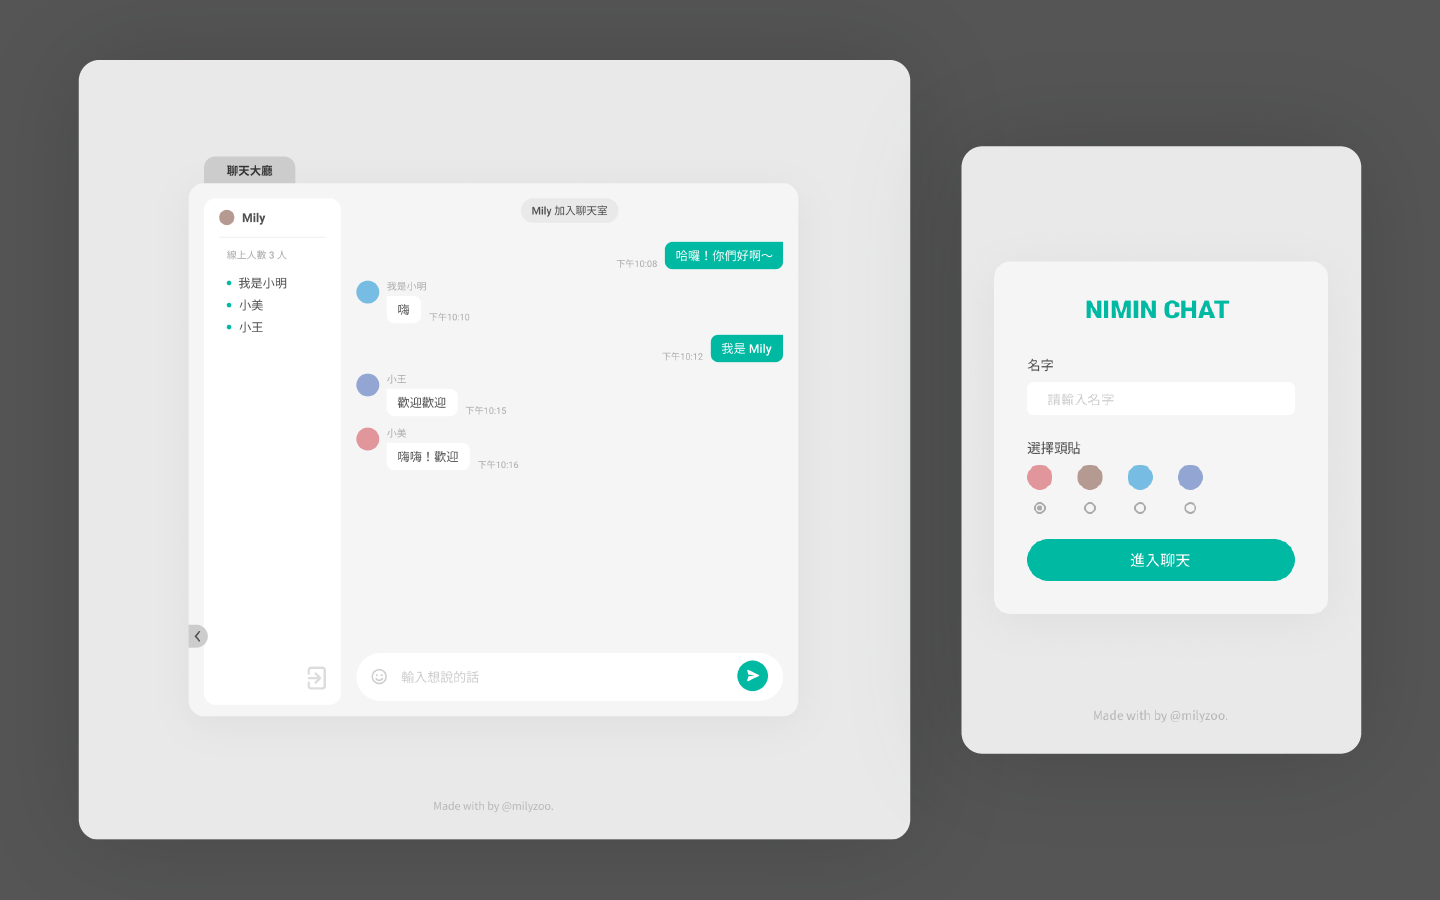 聊天大廳
Mily
線上人數 3 人
我是小明
小美
小王
Mily 加入聊天室
哈囉！你們好啊～
下午10:08
我是小明
嗨
下午10:10
我是 Mily
下午10:12
小王
歡迎歡迎
下午10:15
小美
嗨嗨！歡迎
下午10:16
輸入想說的話
Made with by @milyzoo.
NIMIN CHAT
名字
請輸入名字
選擇頭貼
進入聊天
Made with by @milyzoo.